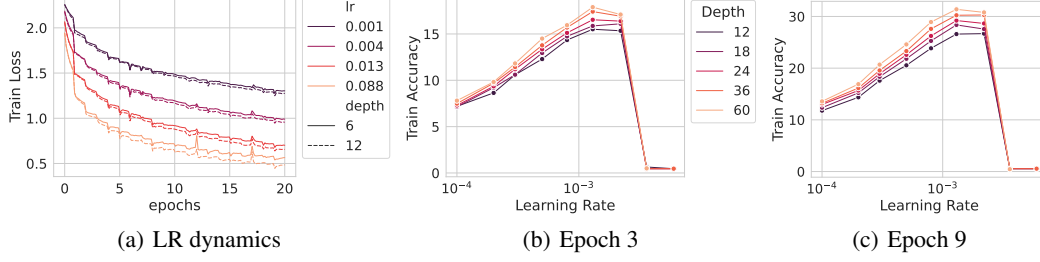 2.0
1.5
1.0
0.5
Train Loss
0
5
10
15
20
epochs
lr
0.001
0.004
0.013
0.088
depth
6
12
(a) LR dynamics
15
10
5
0
Train Accuracy
10⁻⁴
10⁻³
Learning Rate
(b) Epoch 3
Depth
12
18
24
36
60
30
20
10
0
Train Accuracy
10⁻⁴
10⁻³
Learning Rate
(c) Epoch 9